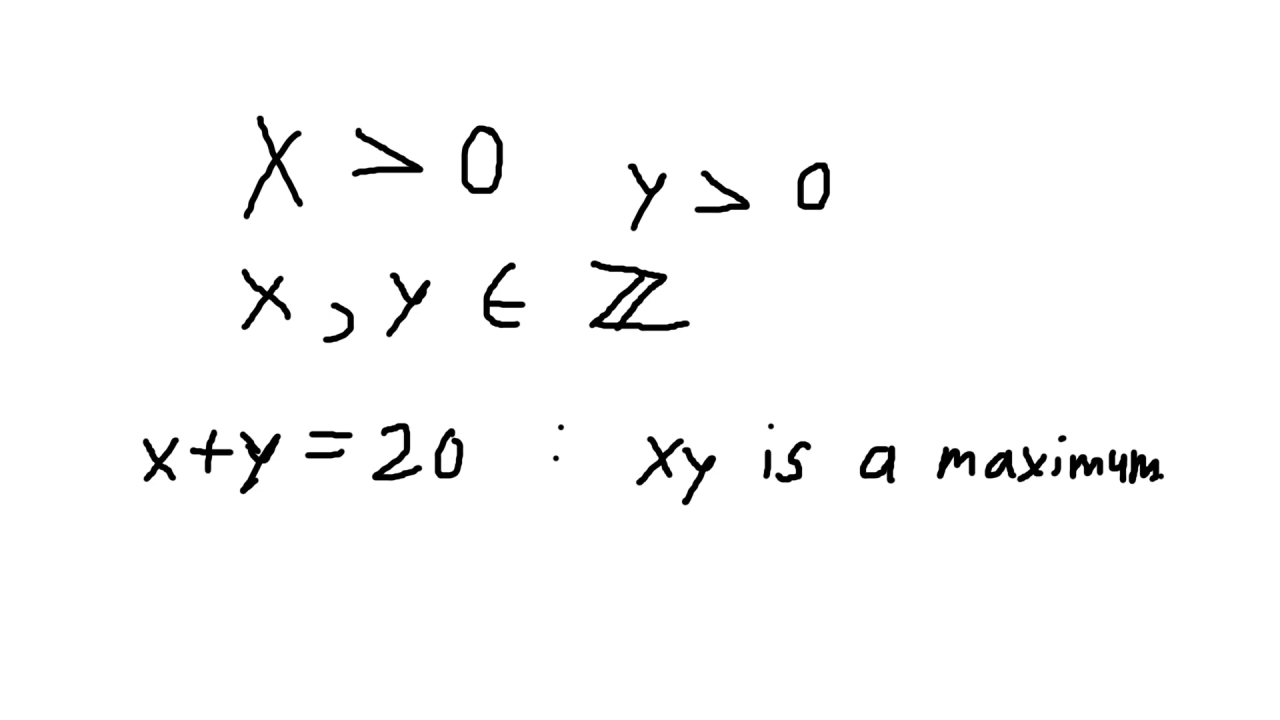 X > 0 y > 0
x, y ∈ ℤ
x+y = 20 : xy is a maximum